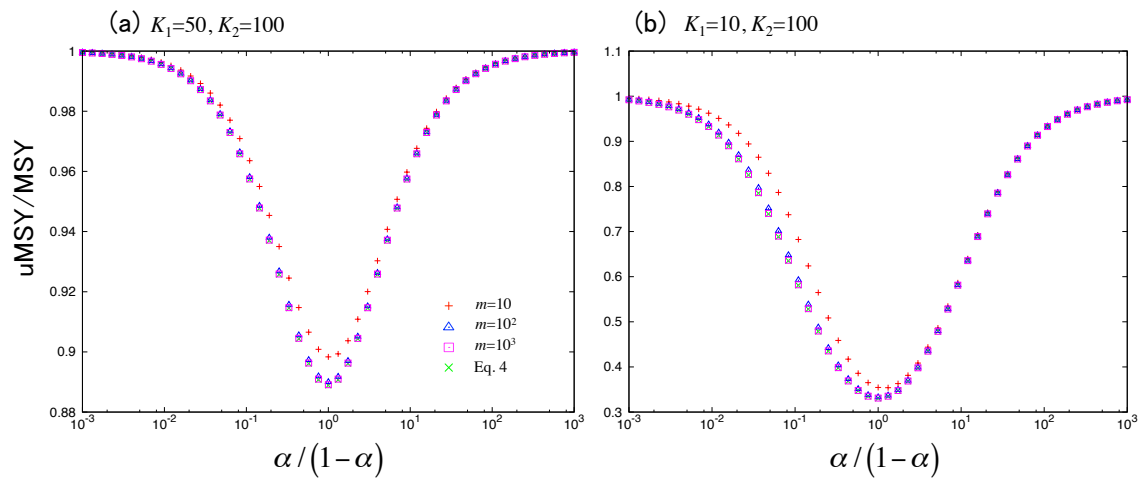 (a) K₁=50, K₂=100
(b) K₁=10, K₂=100
uMSY/MSY
1
0.98
0.96
0.94
0.92
0.9
0.88
10⁻³ 10⁻² 10⁻¹ 10⁰ 10¹ 10² 10³
α/(1−α)
m=10
m=10²
m=10³
Eq. 4
1.1
1
0.9
0.8
0.7
0.6
0.5
0.4
0.3
10⁻³ 10⁻² 10⁻¹ 10⁰ 10¹ 10² 10³
α/(1−α)